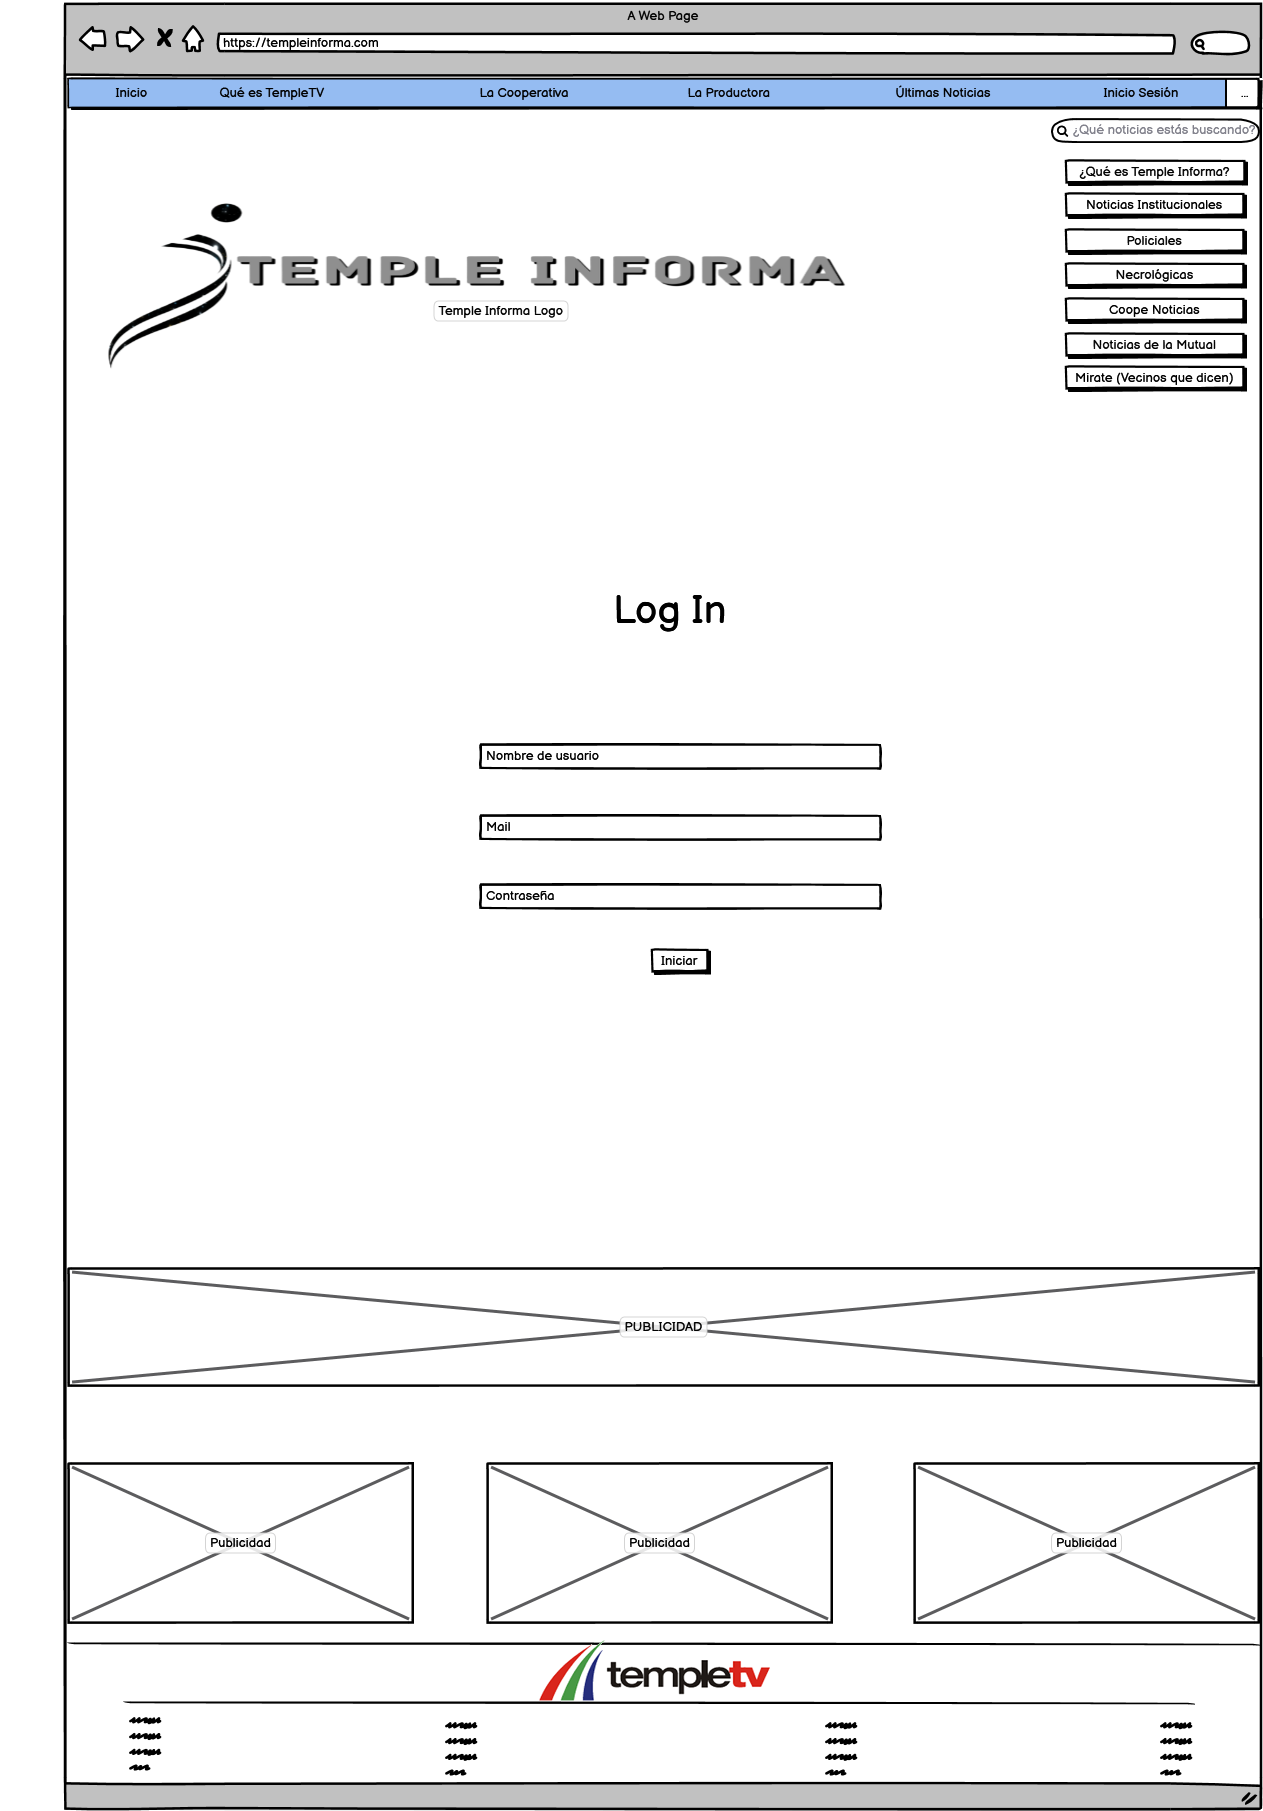 A Web Page
https://templeinforma.com
Inicio
Qué es TempleTV
La Cooperativa
La Productora
Últimas Noticias
Inicio Sesión
...
¿Qué noticias estás buscando?
¿Qué es Temple Informa?
Noticias Institucionales
Policiales
Necrológicas
Coope Noticias
Noticias de la Mutual
Mirate (Vecinos que dicen)
TEMPLE INFORMA
Temple Informa Logo
Log In
Nombre de usuario
Mail
Contraseña
Iniciar
PUBLICIDAD
Publicidad
Publicidad
Publicidad
templetv